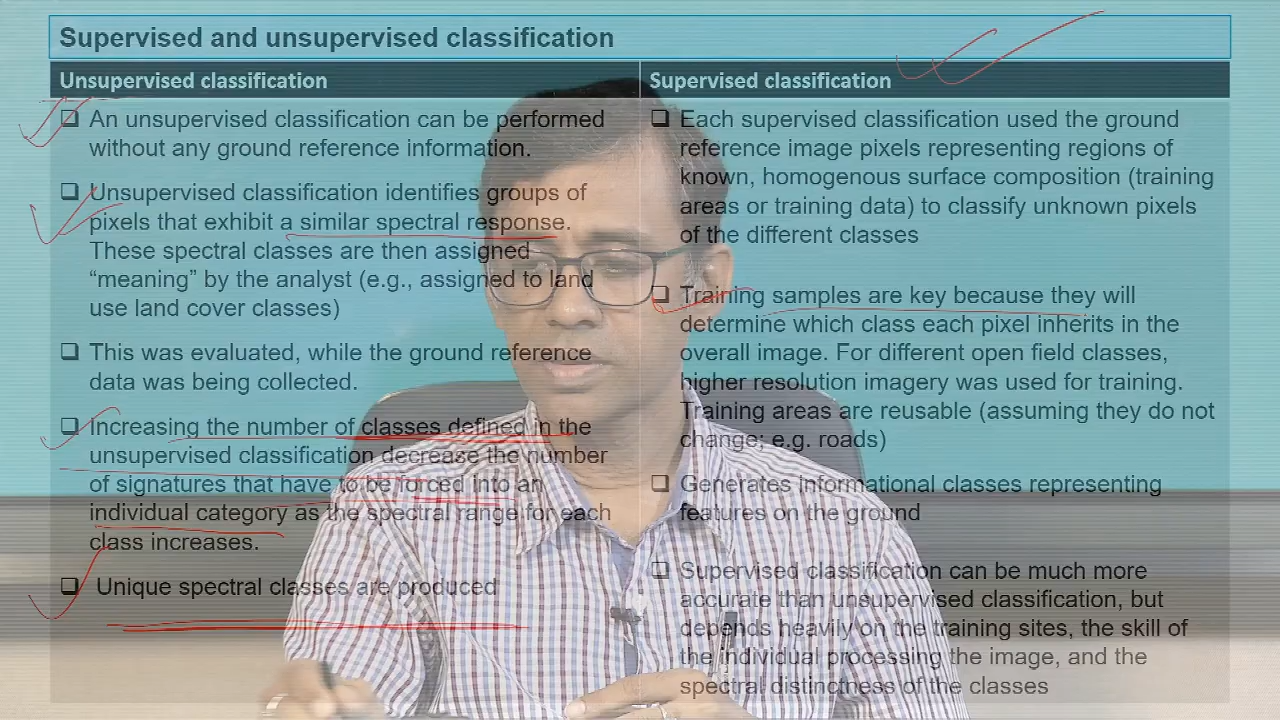 Supervised and unsupervised classification
Unsupervised classification
An unsupervised classification can be performed
without any ground reference information.
Unsupervised classification identifies groups of
pixels that exhibit a similar spectral response.
These spectral classes are then assigned
“meaning” by the analyst (e.g., assigned to land
use land cover classes)
This was evaluated, while the ground reference
data was being collected.
Increasing the number of classes defined in the
unsupervised classification decrease the number
of signatures that have to be forced into an
individual category as the spectral range for each
class increases.
Unique spectral classes are produced
Supervised classification
Each supervised classification used the ground
reference image pixels representing regions of
known, homogenous surface composition (training
areas or training data) to classify unknown pixels
of the different classes
Training samples are key because they will
determine which class each pixel inherits in the
overall image. For different open field classes,
higher resolution imagery was used for training.
Training areas are reusable (assuming they do not
change; e.g. roads)
Generates informational classes representing
features on the ground
Supervised classification can be much more
accurate than unsupervised classification, but
depends heavily on the training sites, the skill of
the individual processing the image, and the
spectral distinctness of the classes